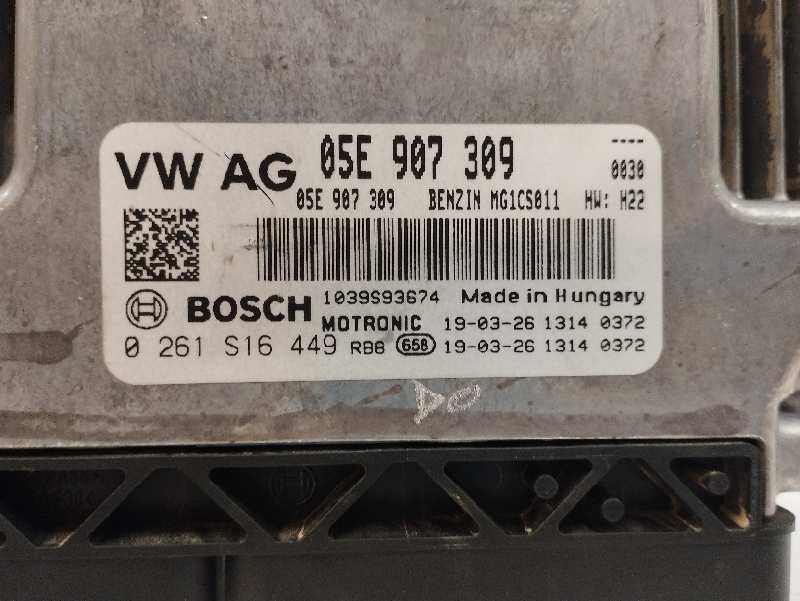 VW AG 05E 907 309 ----
0030
05E 907 309 BENZIN MG1CS011 HW: H22
BOSCH 1039S93674 Made in Hungary
MOTRONIC 19-03-26 1314 0372
0 261 S16 449 RBB 658 19-03-26 1314 0372